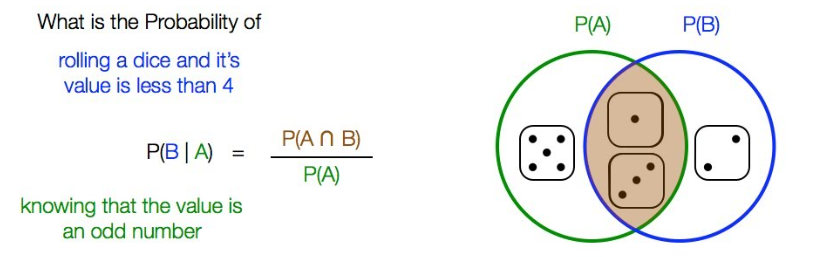 What is the Probability of
rolling a dice and it's
value is less than 4
P(B | A) = P(A ∩ B)
P(A)
knowing that the value is
an odd number
P(A)
P(B)